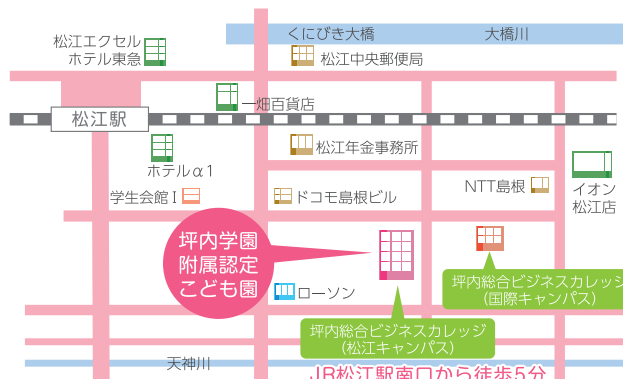 くにびき大橋
大橋川
松江エクセル
ホテル東急
松江中央郵便局
一畑百貨店
松江駅
松江年金事務所
ホテルα1
NTT島根
イオン
松江店
学生会館Ⅰ
ドコモ島根ビル
坪内学園
附属認定
こども園
坪内総合ビジネスカレッジ
(国際キャンパス)
ローソン
坪内総合ビジネスカレッジ
(松江キャンパス)
天神川
JR松江駅南口から徒歩5分